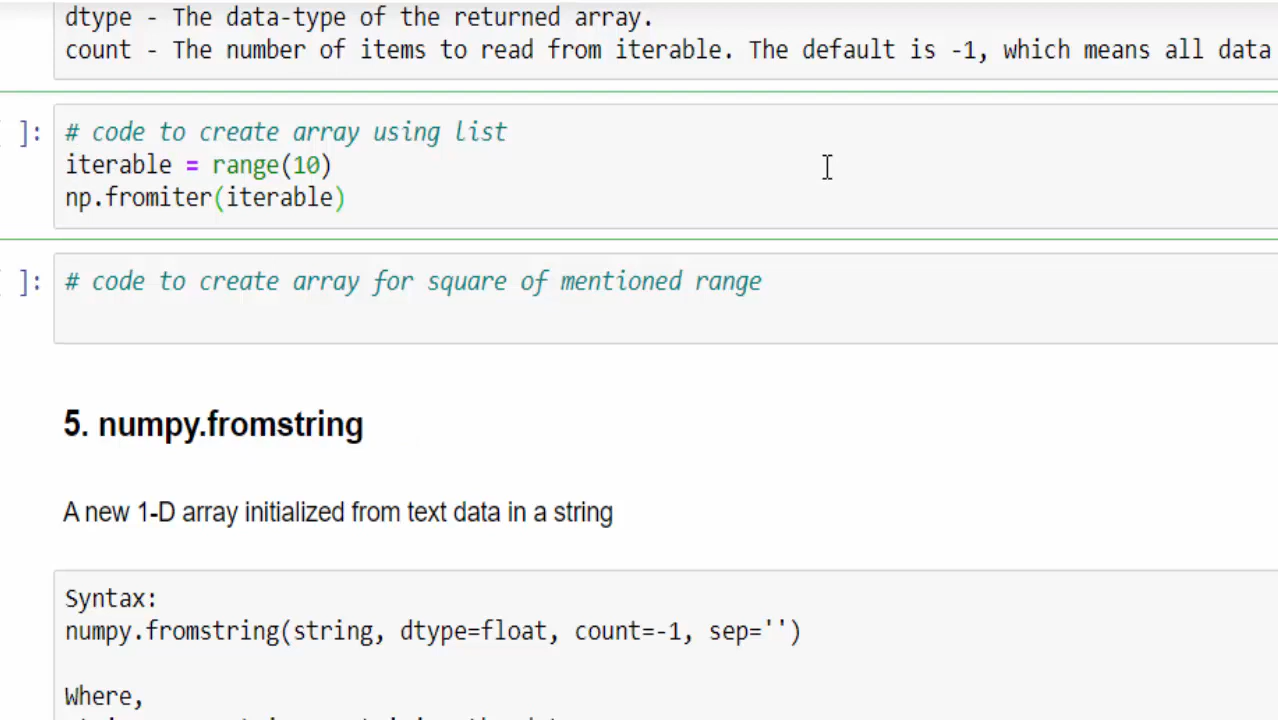 dtype - The data-type of the returned array.
count - The number of items to read from iterable. The default is -1, which means all data
]: # code to create array using list
iterable = range(10)
np.fromiter(iterable)
]: # code to create array for square of mentioned range
5. numpy.fromstring
A new 1-D array initialized from text data in a string
Syntax:
numpy.fromstring(string, dtype=float, count=-1, sep='')
Where,